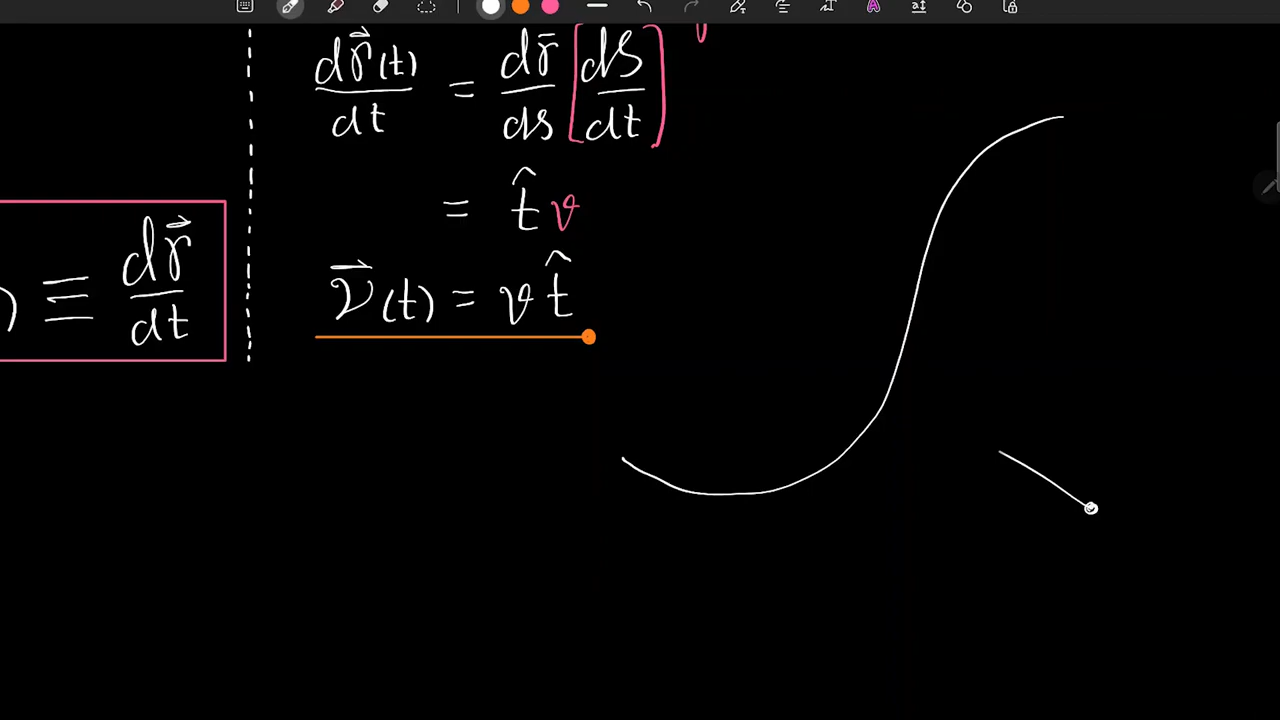 dr⃗(t)/dt = dr̄/ds [ds/dt] v
= t̂ v
) ≡ dr⃗/dt
v⃗(t) = v t̂